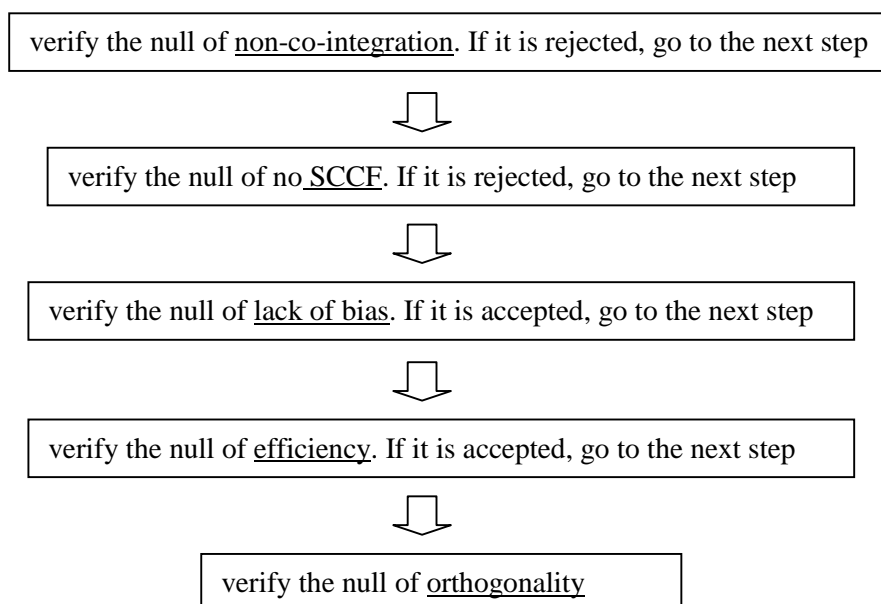 verify the null of non-co-integration. If it is rejected, go to the next step
verify the null of no SCCF. If it is rejected, go to the next step
verify the null of lack of bias. If it is accepted, go to the next step
verify the null of efficiency. If it is accepted, go to the next step
verify the null of orthogonality